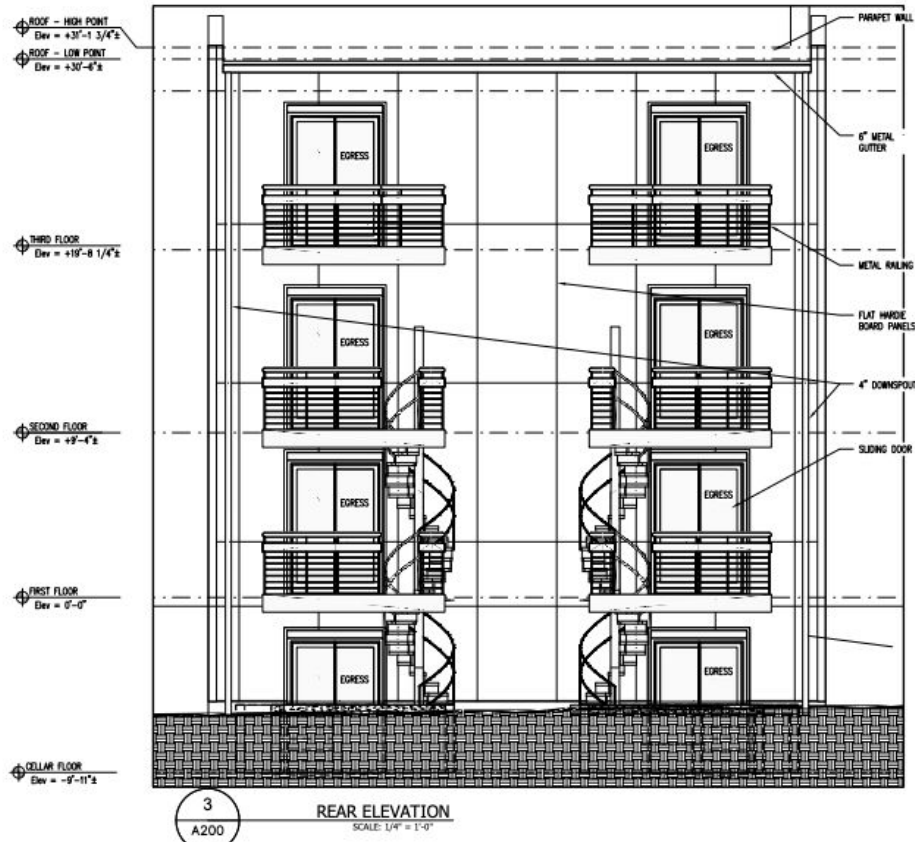 ROOF - HIGH POINT
Elev = +31'-1 3/4"±
ROOF - LOW POINT
Elev = +30'-6"±
THIRD FLOOR
Elev = +19'-8 1/4"±
SECOND FLOOR
Elev = +9'-4"±
FIRST FLOOR
Elev = 0'-0"
CELLAR FLOOR
Elev = -9'-11"±
EGRESS
EGRESS
EGRESS
EGRESS
EGRESS
EGRESS
EGRESS
EGRESS
PARAPET WALL
6" METAL
GUTTER
METAL RAILING
FLAT HARDIE
BOARD PANELS
4" DOWNSPOUT
SLIDING DOOR
3
A200
REAR ELEVATION
SCALE: 1/4" = 1'-0"